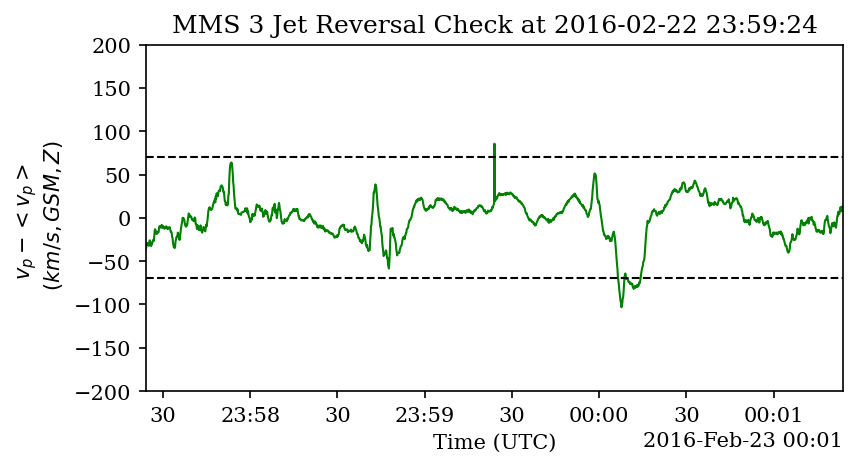 MMS 3 Jet Reversal Check at 2016-02-22 23:59:24
200
150
100
50
0
−50
−100
−150
−200
v_p − < v_p >
(km/s, GSM, Z)
30 23:58 30 23:59 30 00:00 30 00:01
Time (UTC)
2016-Feb-23 00:01